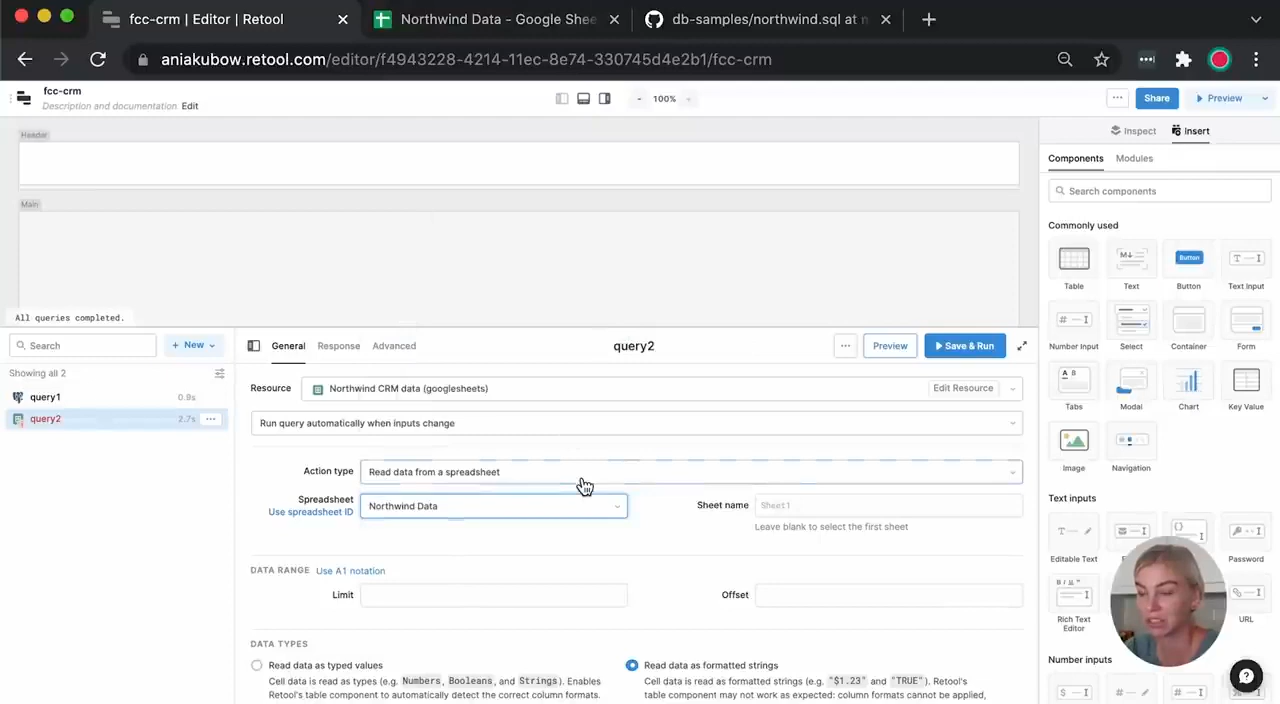 fcc-crm | Editor | Retool
Northwind Data - Google Shee
db-samples/northwind.sql at m
aniakubow.retool.com/editor/f4943228-4214-11ec-8e74-330745d4e2b1/fcc-crm
fcc-crm
Description and documentation Edit
- 100% +
Share
Preview
Inspect
Insert
Header
Main
Components
Modules
Search components
Commonly used
Table
Text
Button
Button
Text Input
Number Input
Select
Container
Form
Tabs
Modal
Chart
Key Value
Image
Navigation
Text inputs
Editable Text
Password
Rich Text
Editor
URL
Number inputs
All queries completed.
Search
+ New
Showing all 2
query1 0.9s
query2 2.7s
General
Response
Advanced
query2
Preview
Save & Run
Resource
Northwind CRM data (googlesheets)
Edit Resource
Run query automatically when inputs change
Action type
Read data from a spreadsheet
Spreadsheet
Use spreadsheet ID
Northwind Data
Sheet name
Sheet1
Leave blank to select the first sheet
DATA RANGE Use A1 notation
Limit
Offset
DATA TYPES
Read data as typed values
Cell data is read as types (e.g. Numbers, Booleans, and Strings). Enables
Retool's table component to automatically detect the correct column formats.
Read data as formatted strings
Cell data is read as formatted strings (e.g. "$1.23" and "TRUE"). Retool's
table component may not work as expected: column formats cannot be applied,